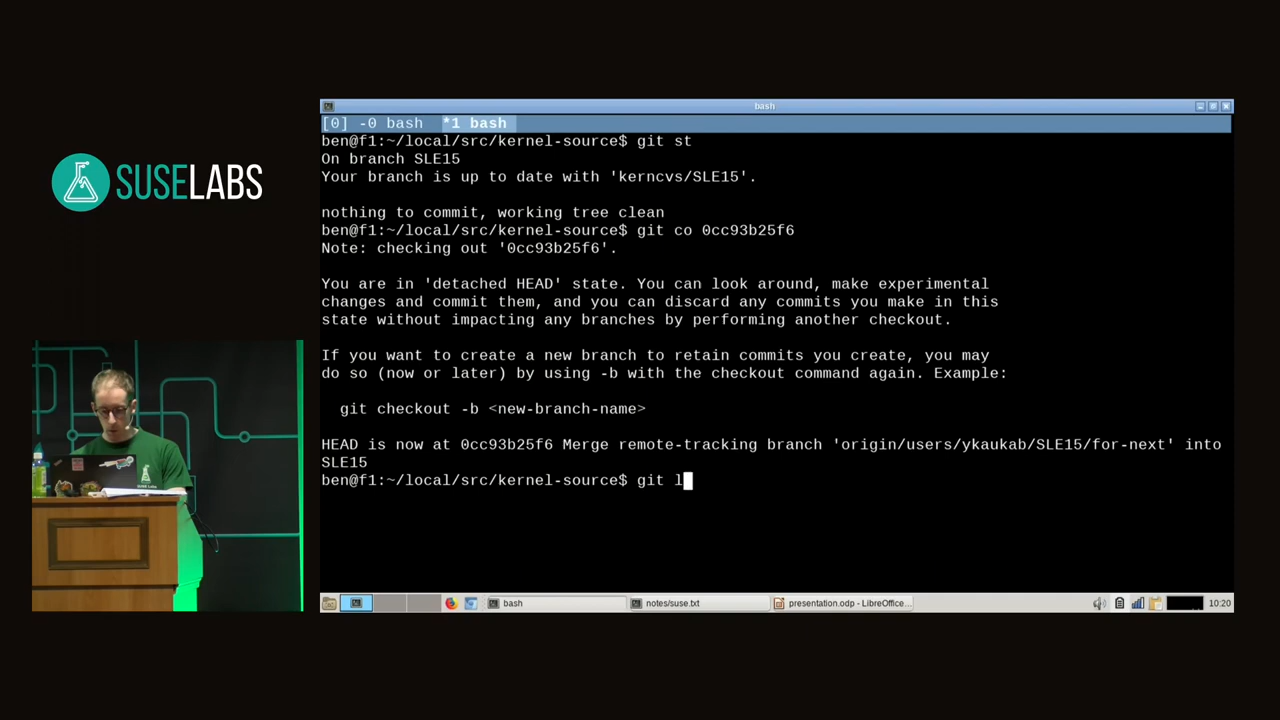 SUSELABS
bash
[0] -0 bash *1 bash
ben@f1:~/local/src/kernel-source$ git st
On branch SLE15
Your branch is up to date with 'kerncvs/SLE15'.
nothing to commit, working tree clean
ben@f1:~/local/src/kernel-source$ git co 0cc93b25f6
Note: checking out '0cc93b25f6'.
You are in 'detached HEAD' state. You can look around, make experimental
changes and commit them, and you can discard any commits you make in this
state without impacting any branches by performing another checkout.
If you want to create a new branch to retain commits you create, you may
do so (now or later) by using -b with the checkout command again. Example:
git checkout -b <new-branch-name>
HEAD is now at 0cc93b25f6 Merge remote-tracking branch 'origin/users/ykaukab/SLE15/for-next' into
SLE15
ben@f1:~/local/src/kernel-source$ git l
bash
notes/suse.txt
presentation.odp - LibreOffice...
10:20